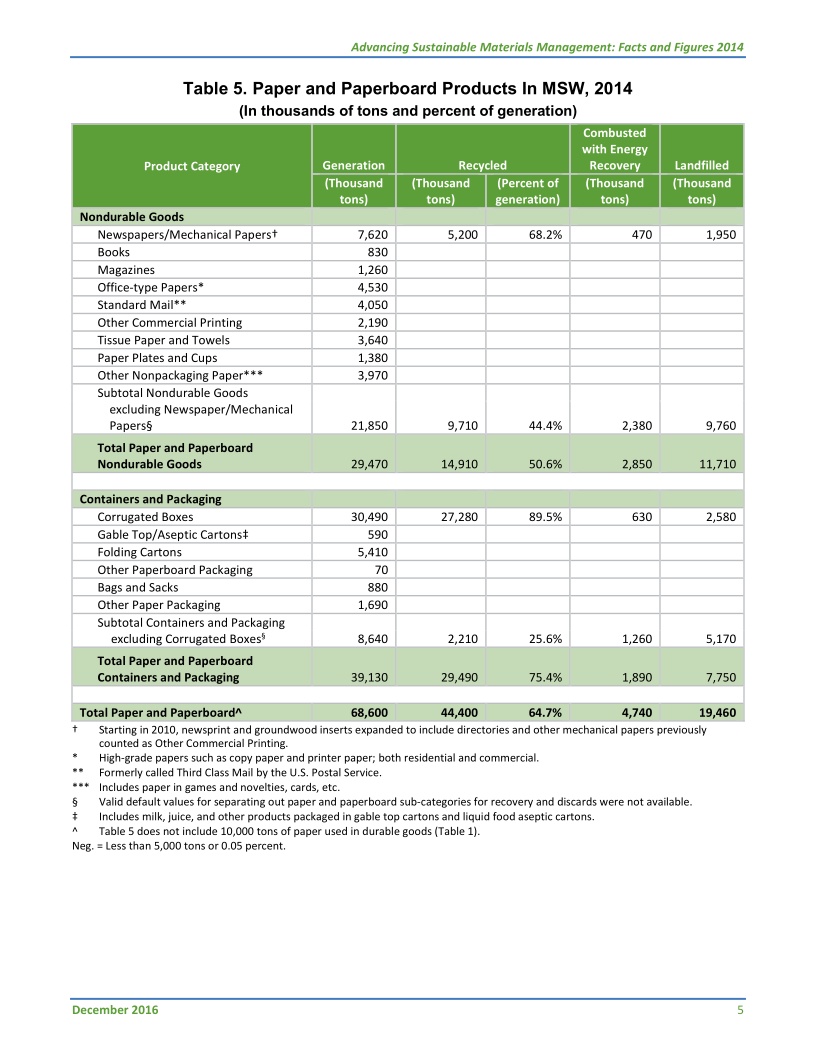 Advancing Sustainable Materials Management: Facts and Figures 2014
Table 5. Paper and Paperboard Products In MSW, 2014
(In thousands of tons and percent of generation)
Product Category Generation Recycled Combusted with Energy Recovery Landfilled
(Thousand tons) (Thousand tons) (Percent of generation) (Thousand tons) (Thousand tons)
Nondurable Goods
Newspapers/Mechanical Papers† 7,620 5,200 68.2% 470 1,950
Books 830
Magazines 1,260
Office-type Papers* 4,530
Standard Mail** 4,050
Other Commercial Printing 2,190
Tissue Paper and Towels 3,640
Paper Plates and Cups 1,380
Other Nonpackaging Paper*** 3,970
Subtotal Nondurable Goods
excluding Newspaper/Mechanical
Papers§ 21,850 9,710 44.4% 2,380 9,760
Total Paper and Paperboard
Nondurable Goods 29,470 14,910 50.6% 2,850 11,710
Containers and Packaging
Corrugated Boxes 30,490 27,280 89.5% 630 2,580
Gable Top/Aseptic Cartons‡ 590
Folding Cartons 5,410
Other Paperboard Packaging 70
Bags and Sacks 880
Other Paper Packaging 1,690
Subtotal Containers and Packaging
excluding Corrugated Boxes§ 8,640 2,210 25.6% 1,260 5,170
Total Paper and Paperboard
Containers and Packaging 39,130 29,490 75.4% 1,890 7,750
Total Paper and Paperboard^ 68,600 44,400 64.7% 4,740 19,460
† Starting in 2010, newsprint and groundwood inserts expanded to include directories and other mechanical papers previously
counted as Other Commercial Printing.
* High-grade papers such as copy paper and printer paper; both residential and commercial.
** Formerly called Third Class Mail by the U.S. Postal Service.
*** Includes paper in games and novelties, cards, etc.
§ Valid default values for separating out paper and paperboard sub-categories for recovery and discards were not available.
‡ Includes milk, juice, and other products packaged in gable top cartons and liquid food aseptic cartons.
^ Table 5 does not include 10,000 tons of paper used in durable goods (Table 1).
Neg. = Less than 5,000 tons or 0.05 percent.
December 2016 5